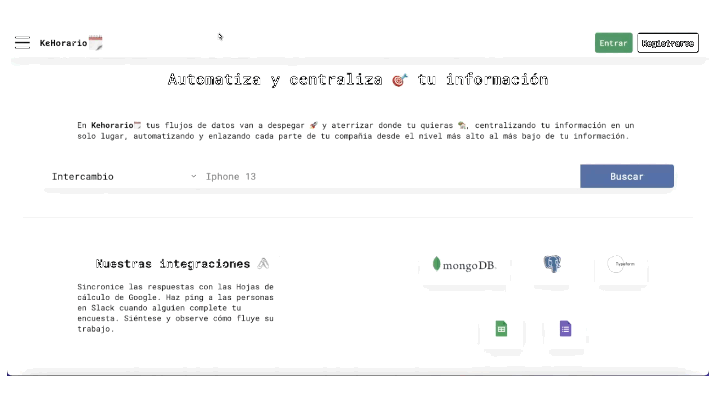 KeHorario
Entrar
Registrarse
Automatiza y centraliza 🎯 tu información
En Kehorario🗓️ tus flujos de datos van a despegar 🚀 y aterrizar donde tu quieras 🛰️, centralizando tu información en un
solo lugar, automatizando y enlazando cada parte de tu compañia desde el nivel más alto al más bajo de tu información.
Intercambio
Iphone 13
Buscar
Nuestras integraciones
mongoDB.
Typeform
Sincronice las respuestas con las Hojas de
cálculo de Google. Haz ping a las personas
en Slack cuando alguien complete tu
encuesta. Siéntese y observe cómo fluye su
trabajo.